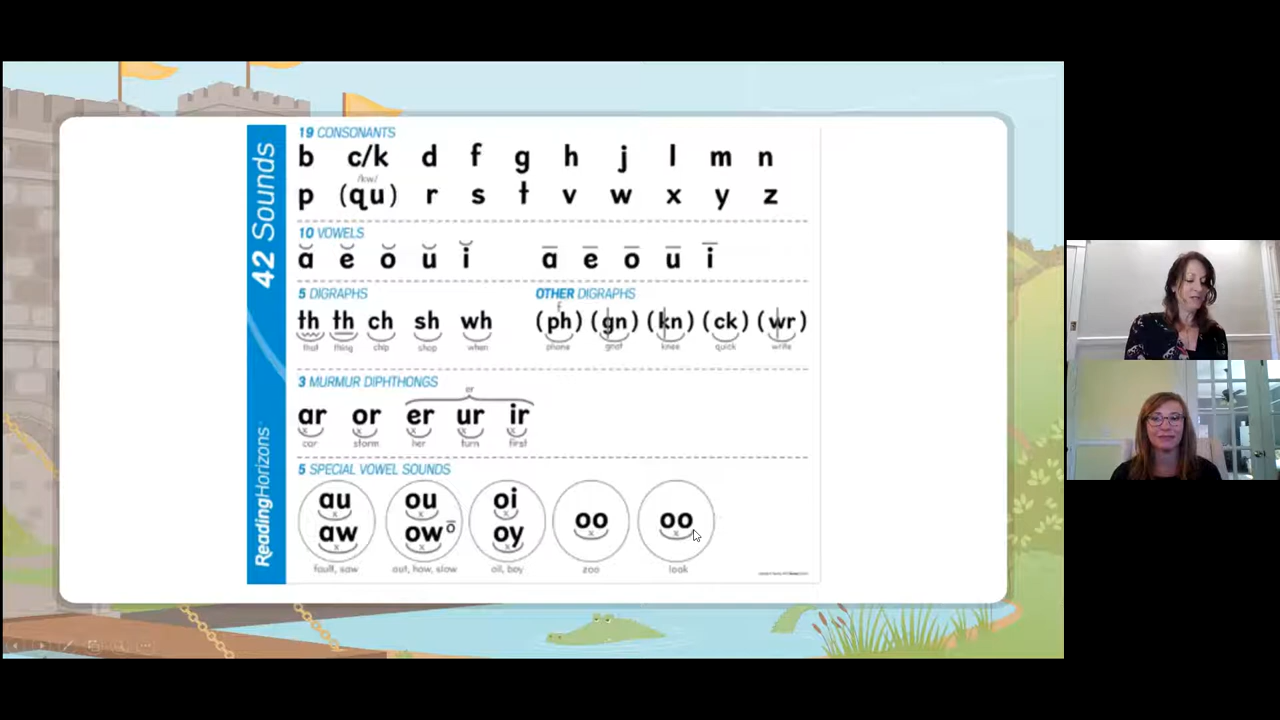 42 Sounds
ReadingHorizons
19 CONSONANTS
b c/k d f g h j l m n
/kw/
p (qu) r s t v w x y z
10 VOWELS
ă ĕ ŏ ŭ ĭ ā ē ō ū ī
5 DIGRAPHS OTHER DIGRAPHS
f
th th ch sh wh (ph) (gn) (kn) (ck) (wr)
that thing chip shop when phone gnat knee quick write
3 MURMUR DIPHTHONGS
er
ar or er ur ir
x x x x x
car storm her turn first
5 SPECIAL VOWEL SOUNDS
au ou oi
x x x
aw ow ō oy oo oo
x x x x x
fault, saw out, how, slow oil, boy zoo look